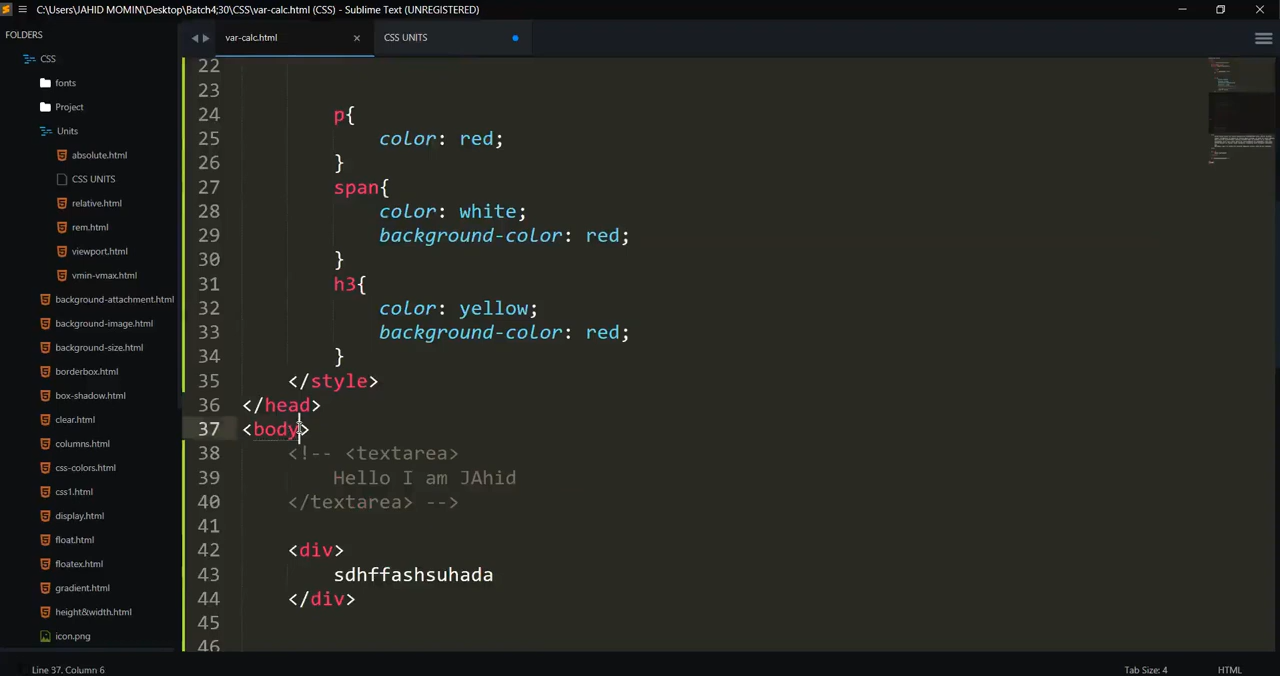 C:\Users\JAHID MOMIN\Desktop\Batch4;30\CSS\var-calc.html (CSS) - Sublime Text (UNREGISTERED)
FOLDERS
CSS
fonts
Project
Units
absolute.html
CSS UNITS
relative.html
rem.html
viewport.html
vmin-vmax.html
background-attachment.html
background-image.html
background-size.html
borderbox.html
box-shadow.html
clear.html
columns.html
css-colors.html
css1.html
display.html
float.html
floatex.html
gradient.html
height&width.html
icon.png
var-calc.html
CSS UNITS
22
23
24 p{
25 color: red;
26 }
27 span{
28 color: white;
29 background-color: red;
30 }
31 h3{
32 color: yellow;
33 background-color: red;
34 }
35 </style>
36 </head>
37 <body>
38 <!-- <textarea>
39 Hello I am JAhid
40 </textarea> -->
41
42 <div>
43 sdhffashsuhada
44 </div>
45
46
Line 37, Column 6
Tab Size: 4
HTML